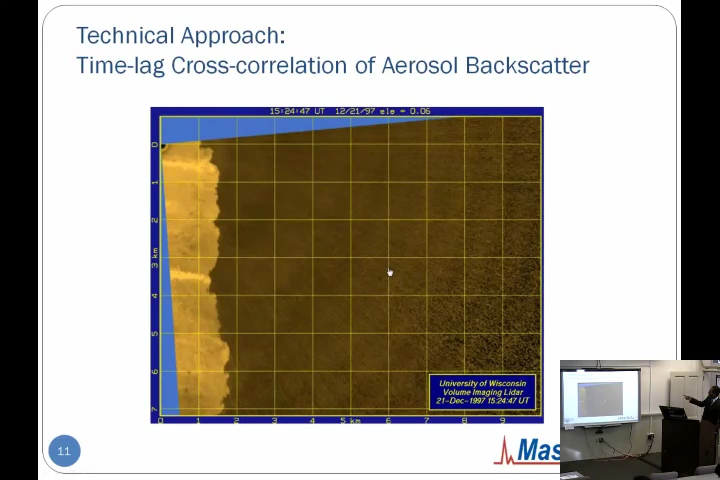 Technical Approach:
Time-lag Cross-correlation of Aerosol Backscatter
15:24:47 UT 12/21/97 ele = 0.06
0
1
2
3 km
4
5
6
7
0 1 2 3 4 5 km 6 7 8 9
University of Wisconsin
Volume Imaging Lidar
21-Dec-1997 15:24:47 UT
11